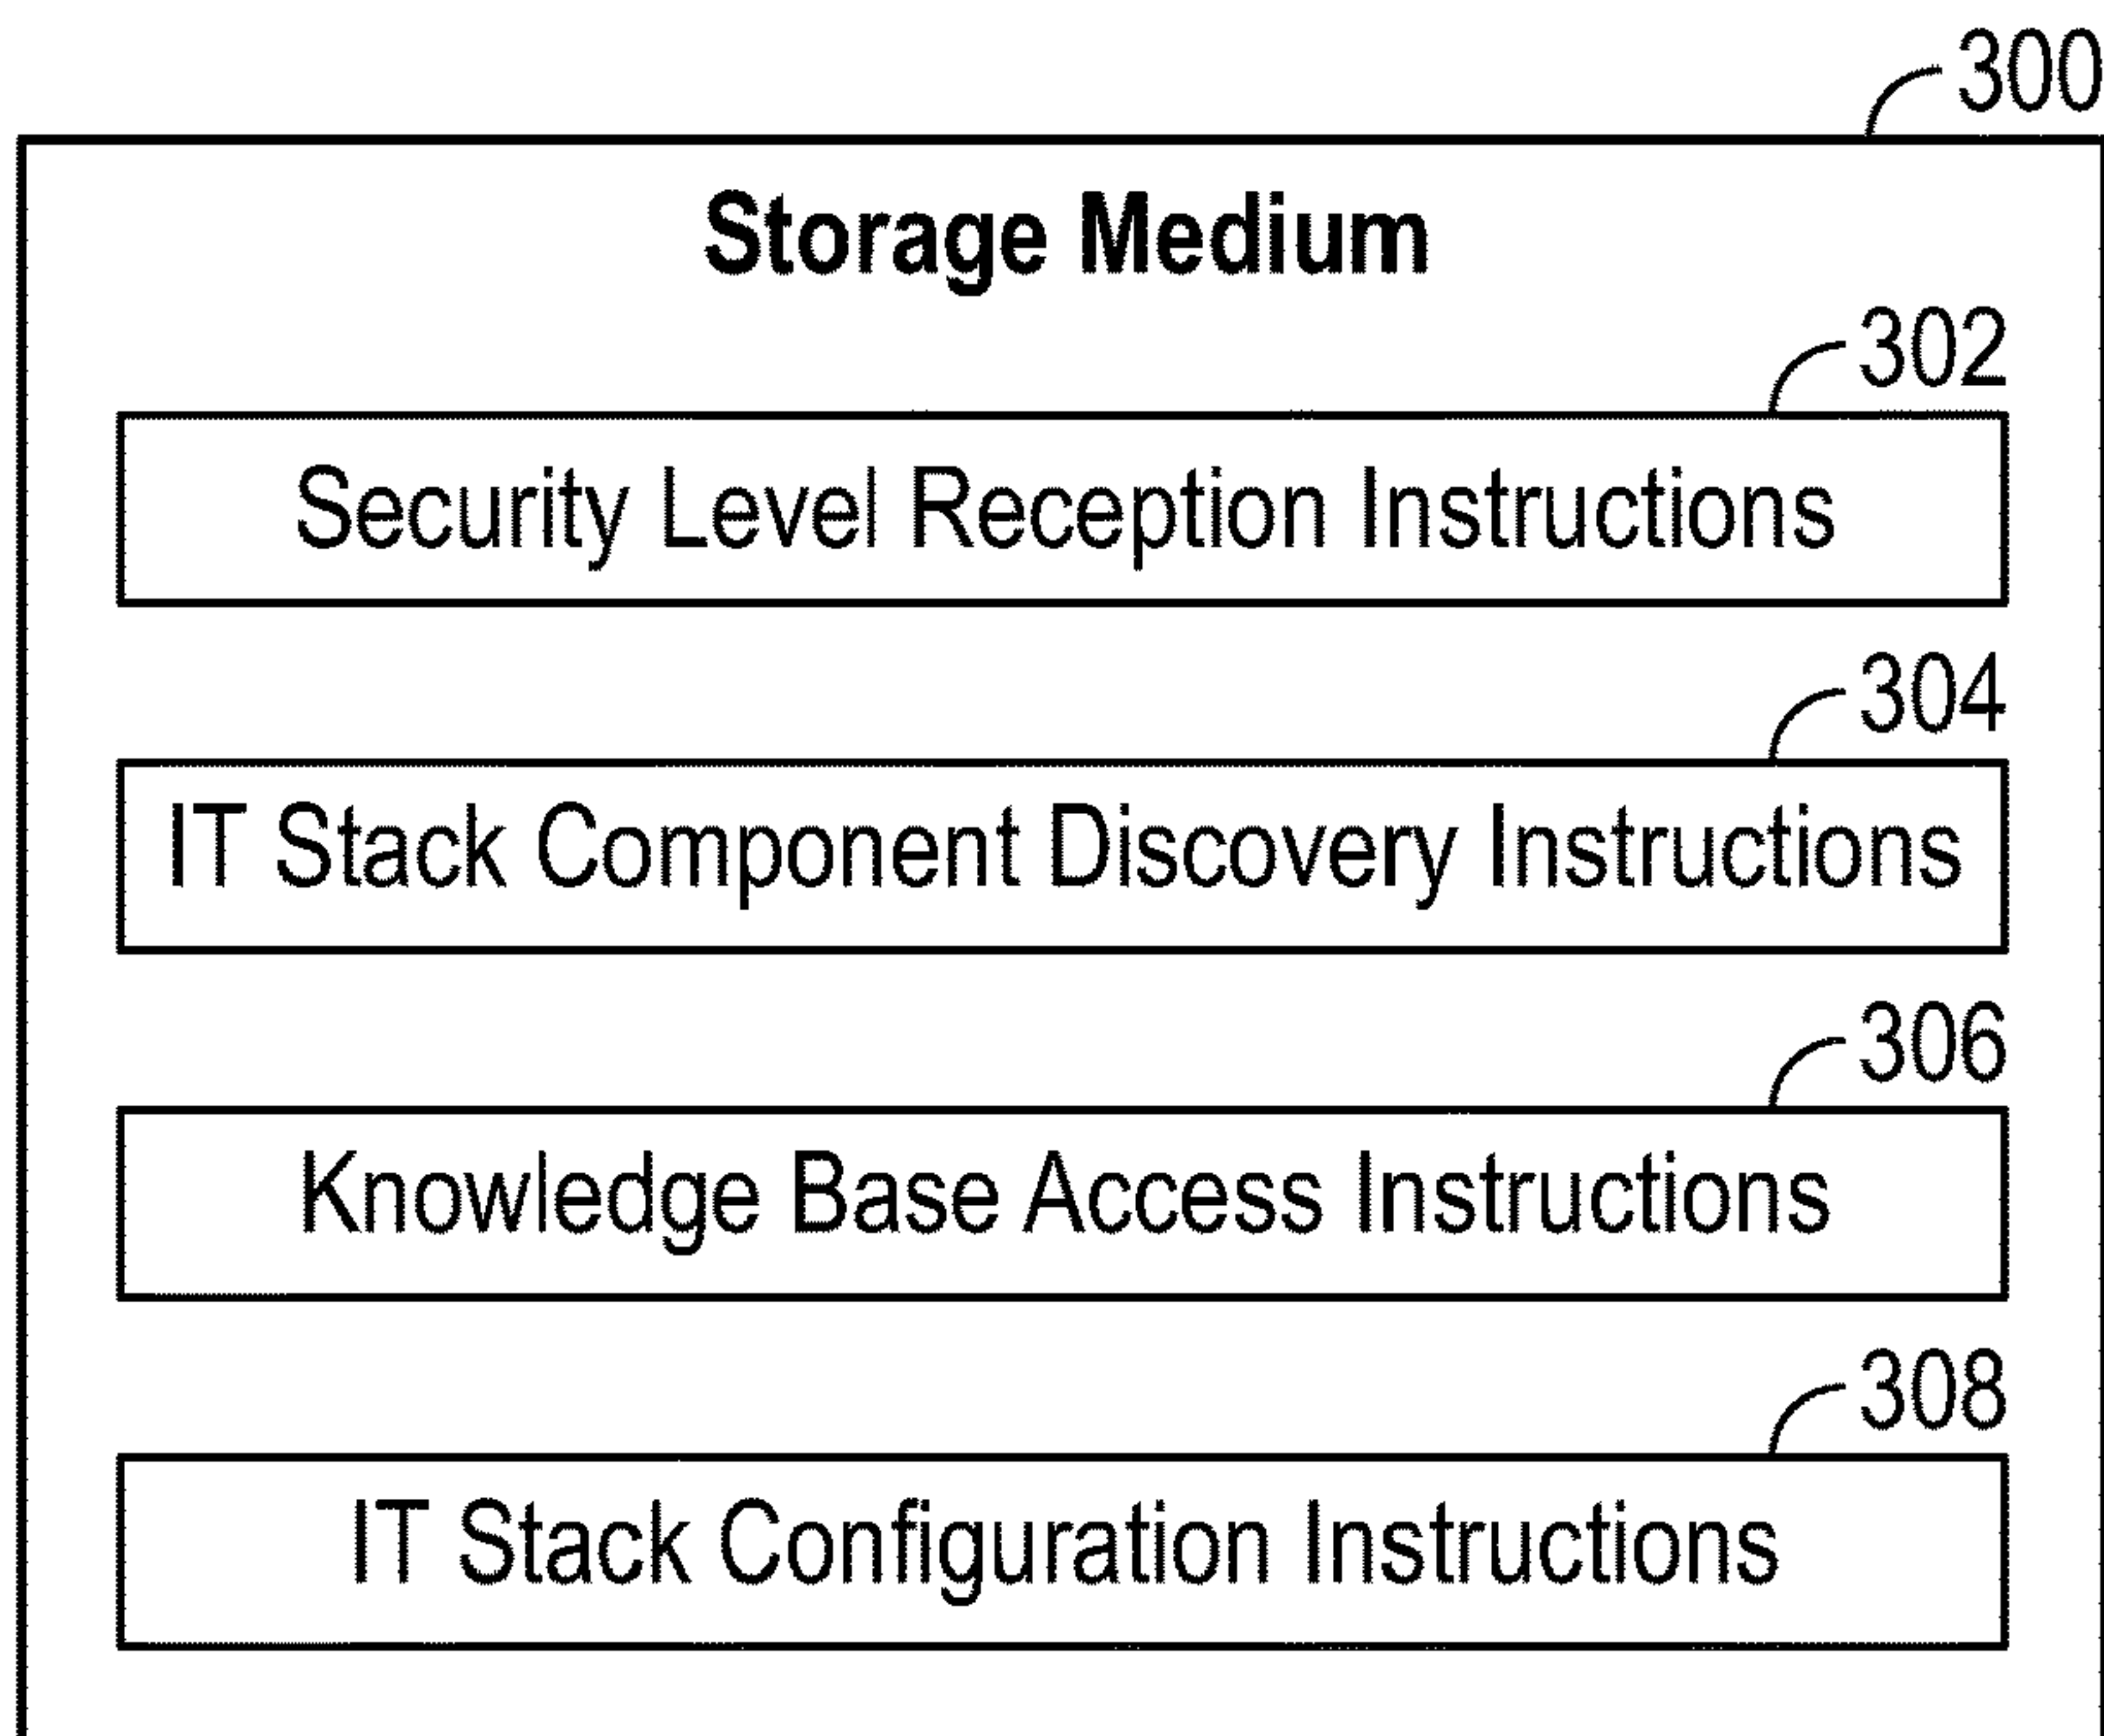 300
Storage Medium
302
Security Level Reception Instructions
304
IT Stack Component Discovery Instructions
306
Knowledge Base Access Instructions
308
IT Stack Configuration Instructions